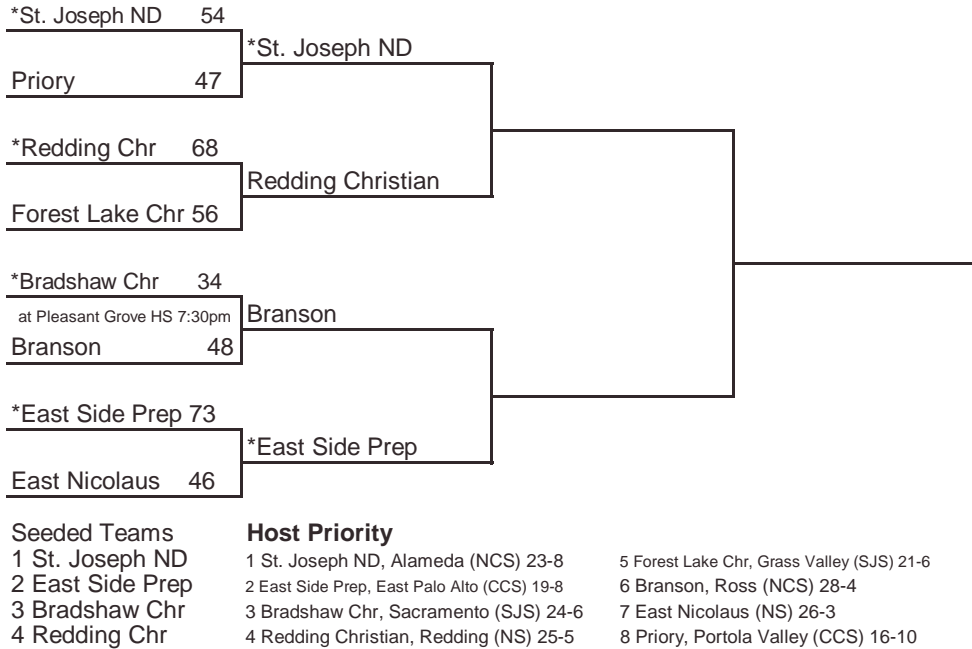 *St. Joseph ND 54
*St. Joseph ND
Priory 47
*Redding Chr 68
Redding Christian
Forest Lake Chr 56
*Bradshaw Chr 34
at Pleasant Grove HS 7:30pm
Branson
Branson 48
*East Side Prep 73
*East Side Prep
East Nicolaus 46
Seeded Teams
1 St. Joseph ND
2 East Side Prep
3 Bradshaw Chr
4 Redding Chr
Host Priority
1 St. Joseph ND, Alameda (NCS) 23-8
2 East Side Prep, East Palo Alto (CCS) 19-8
3 Bradshaw Chr, Sacramento (SJS) 24-6
4 Redding Christian, Redding (NS) 25-5
5 Forest Lake Chr, Grass Valley (SJS) 21-6
6 Branson, Ross (NCS) 28-4
7 East Nicolaus (NS) 26-3
8 Priory, Portola Valley (CCS) 16-10